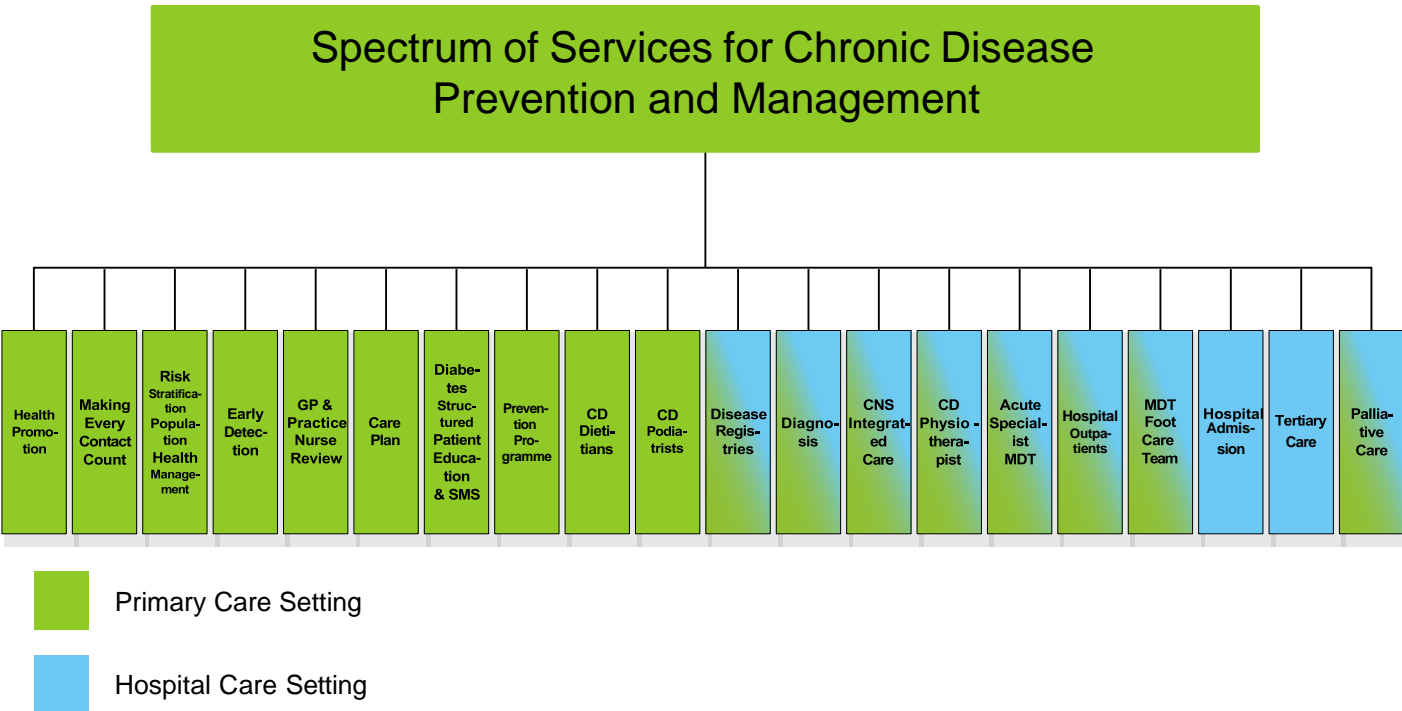 Spectrum of Services for Chronic Disease
Prevention and Management
Health
Promo-
tion
Making
Every
Contact
Count
Risk
Stratifica-
tion
Popula-
tion
Health
Manage-
ment
Early
Detec-
tion
GP &
Practice
Nurse
Review
Care
Plan
Diabe-
tes
Struc-
tured
Patient
Educa-
tion
& SMS
Preven-
tion
Pro-
gramme
CD
Dieti-
tians
CD
Podia-
trists
Disease
Regis-
tries
Diagno-
sis
CNS
Integrat-
ed
Care
CD
Physio -
thera-
pist
Acute
Special-
ist
MDT
Hospital
Outpa-
tients
MDT
Foot
Care
Team
Hospital
Admis-
sion
Tertiary
Care
Pallia-
tive
Care
Primary Care Setting
Hospital Care Setting